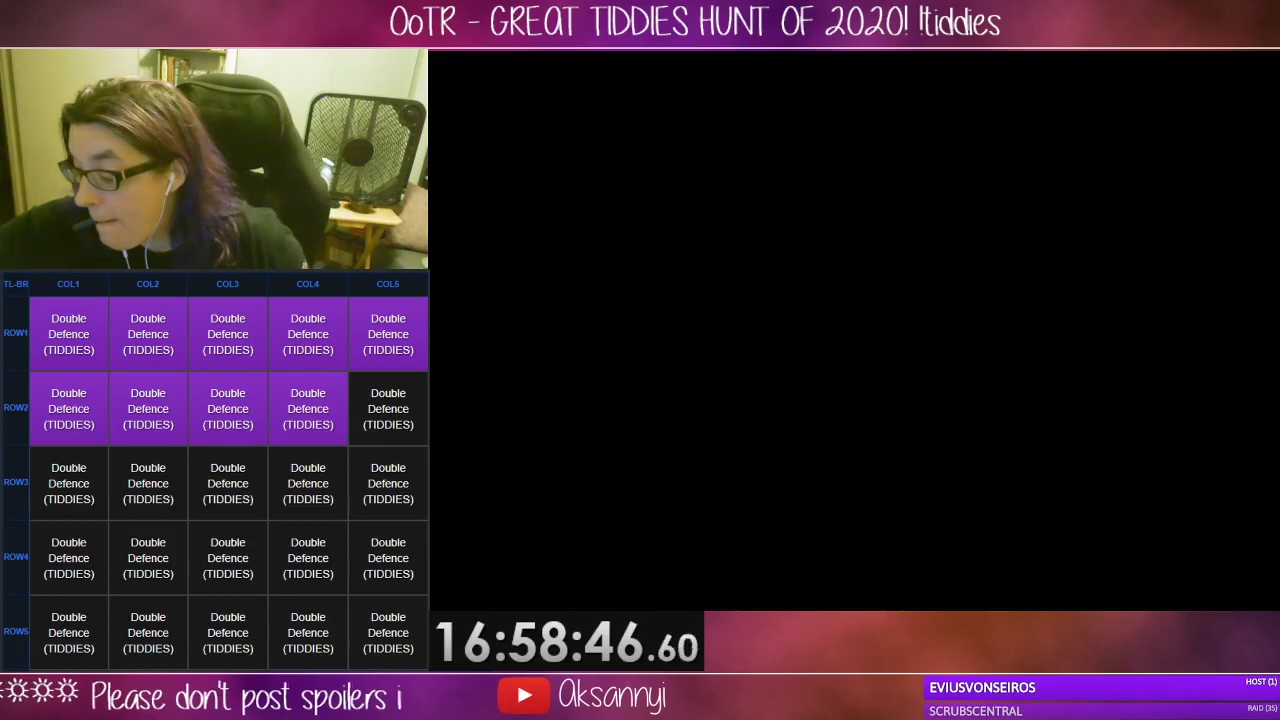 OoTR - GREAT TIDDIES HUNT OF 2020! !tiddies
TL-BR COL1 COL2 COL3 COL4 COL5
ROW1
Double Defence (TIDDIES)
Double Defence (TIDDIES)
Double Defence (TIDDIES)
Double Defence (TIDDIES)
Double Defence (TIDDIES)
ROW2
Double Defence (TIDDIES)
Double Defence (TIDDIES)
Double Defence (TIDDIES)
Double Defence (TIDDIES)
Double Defence (TIDDIES)
ROW3
Double Defence (TIDDIES)
Double Defence (TIDDIES)
Double Defence (TIDDIES)
Double Defence (TIDDIES)
Double Defence (TIDDIES)
ROW4
Double Defence (TIDDIES)
Double Defence (TIDDIES)
Double Defence (TIDDIES)
Double Defence (TIDDIES)
Double Defence (TIDDIES)
ROW5
Double Defence (TIDDIES)
Double Defence (TIDDIES)
Double Defence (TIDDIES)
Double Defence (TIDDIES)
Double Defence (TIDDIES)
16:58:46.60
Please don't post spoilers i
Aksannyi
EVIUSVONSEIROS HOST (1)
SCRUBSCENTRAL RAID (35)